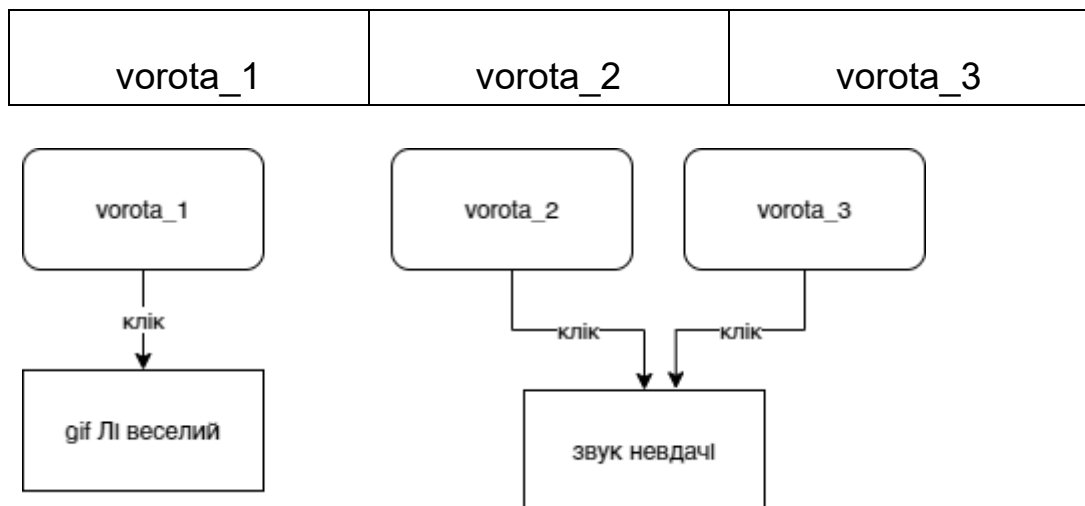 vorota_1 vorota_2 vorota_3
vorota_1 vorota_2 vorota_3
клік
клік клік
gif ЛІ веселий
звук невдачі